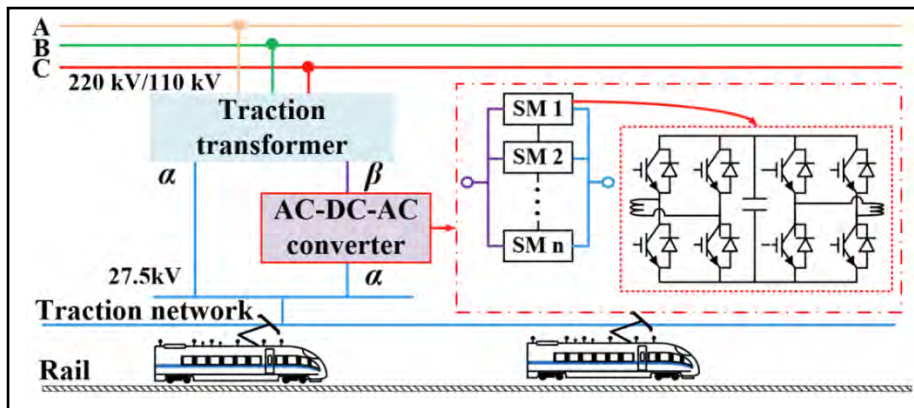 A
B
C
220 kV/110 kV
Traction
transformer
α
β
AC-DC-AC
converter
α
27.5kV
Traction network
Rail
SM 1
SM 2
SM n